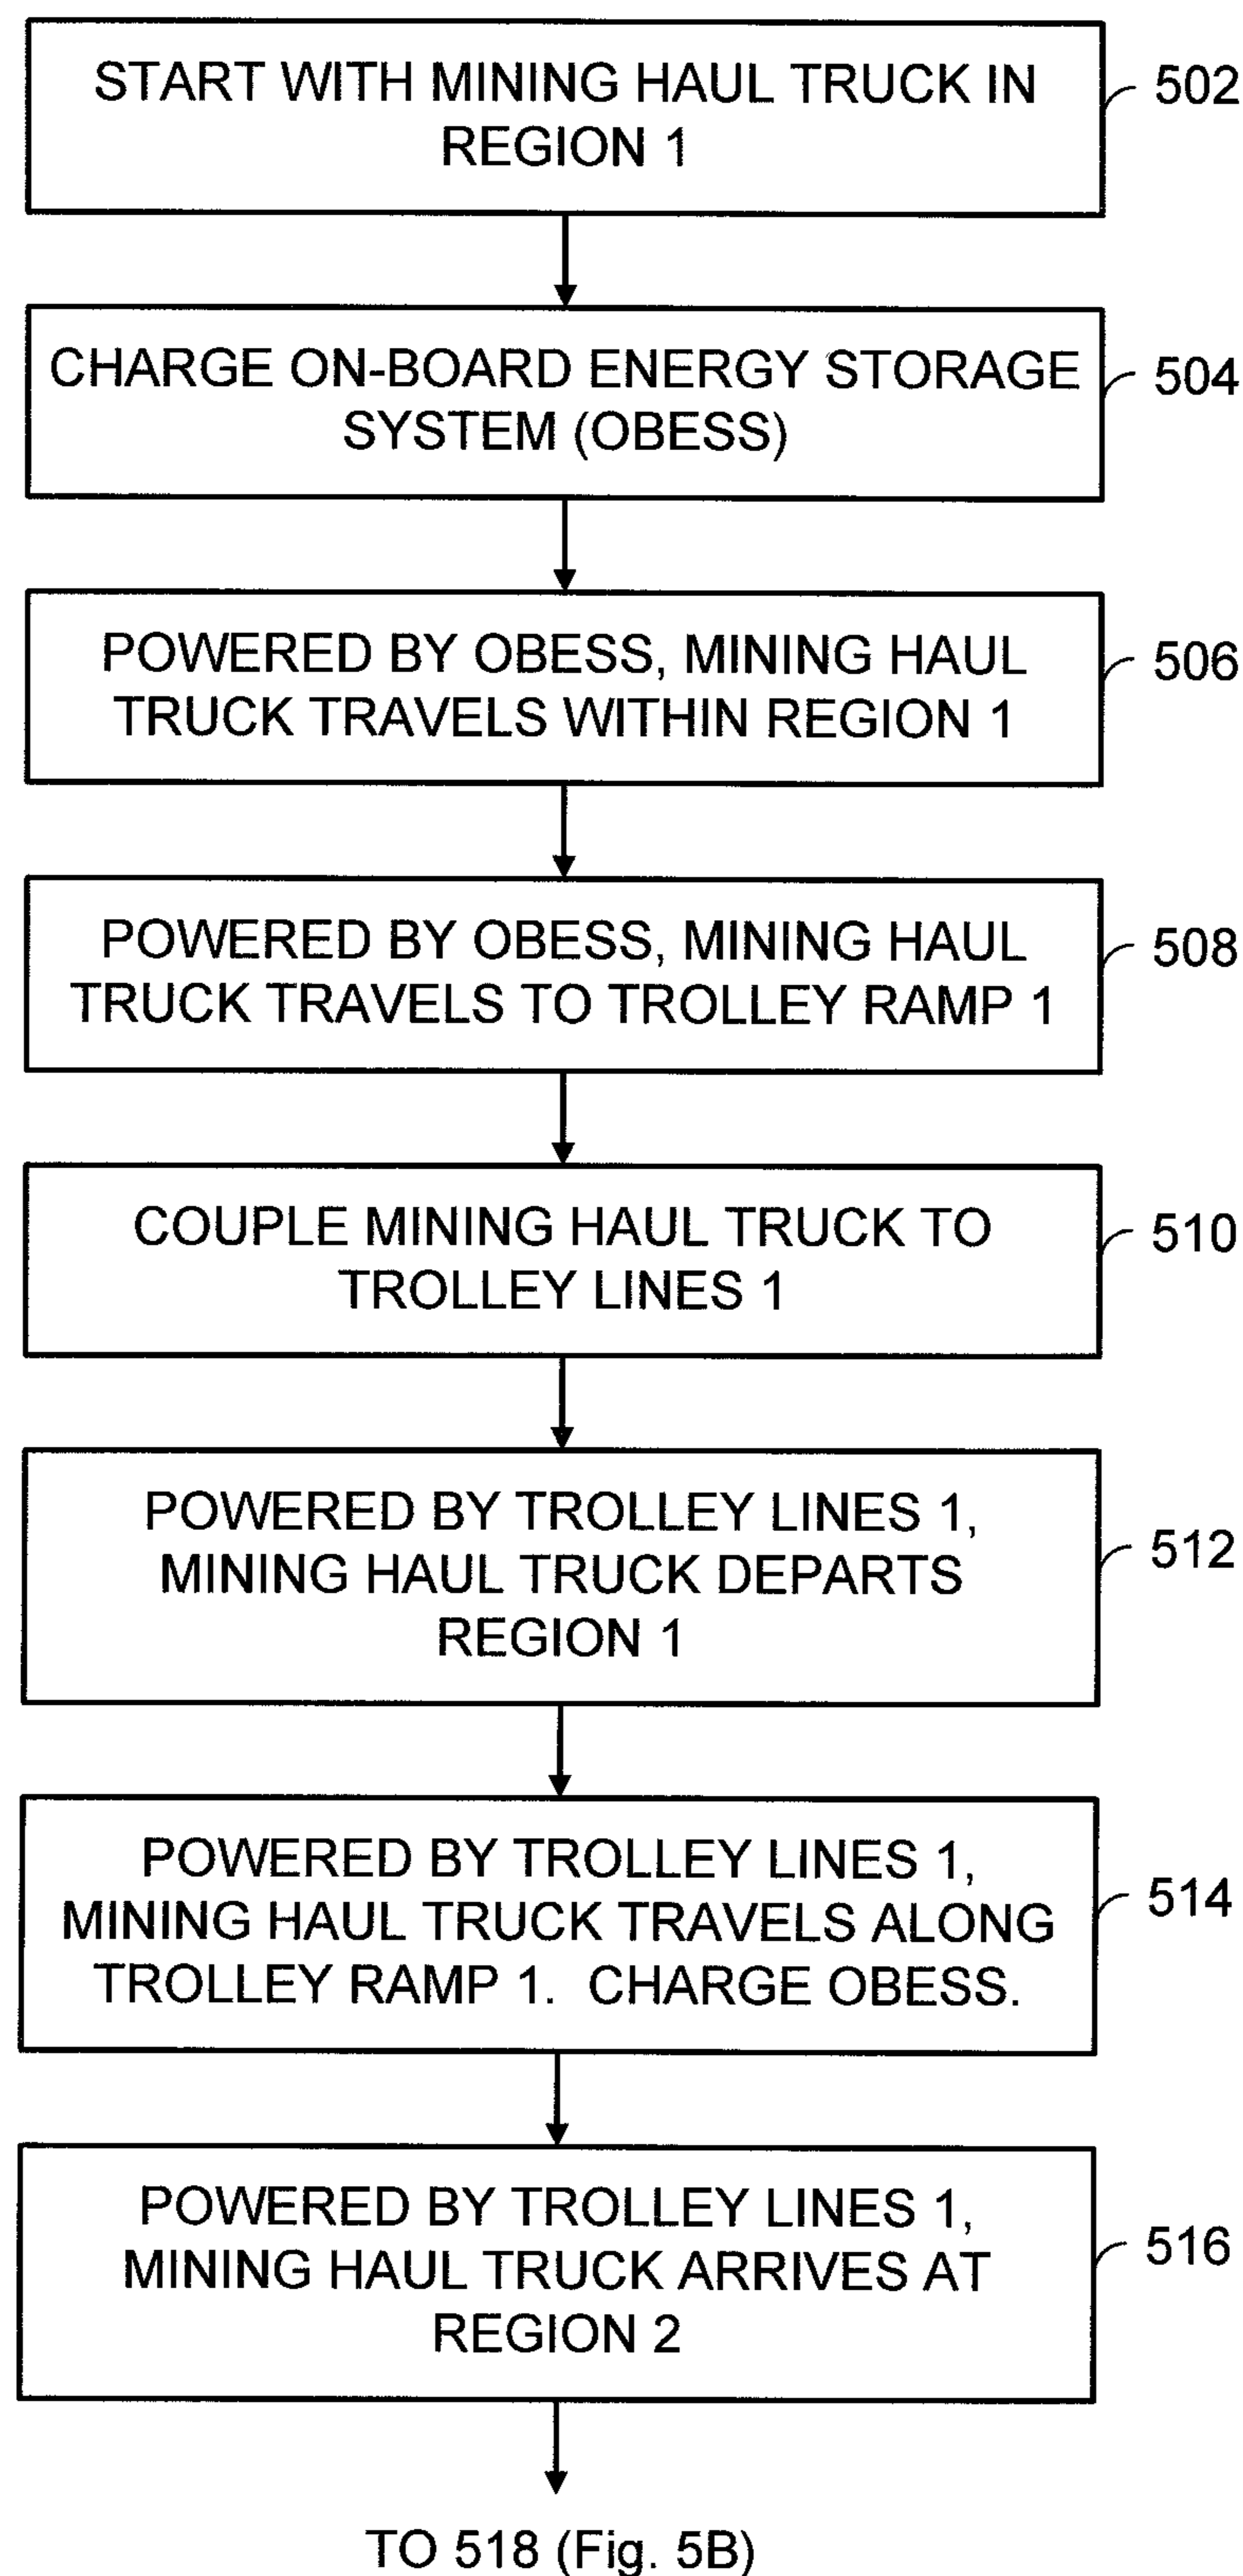 START WITH MINING HAUL TRUCK IN
REGION 1
502
CHARGE ON-BOARD ENERGY STORAGE
SYSTEM (OBESS)
504
POWERED BY OBESS, MINING HAUL
TRUCK TRAVELS WITHIN REGION 1
506
POWERED BY OBESS, MINING HAUL
TRUCK TRAVELS TO TROLLEY RAMP 1
508
COUPLE MINING HAUL TRUCK TO
TROLLEY LINES 1
510
POWERED BY TROLLEY LINES 1,
MINING HAUL TRUCK DEPARTS
REGION 1
512
POWERED BY TROLLEY LINES 1,
MINING HAUL TRUCK TRAVELS ALONG
TROLLEY RAMP 1. CHARGE OBESS.
514
POWERED BY TROLLEY LINES 1,
MINING HAUL TRUCK ARRIVES AT
REGION 2
516
TO 518 (Fig. 5B)